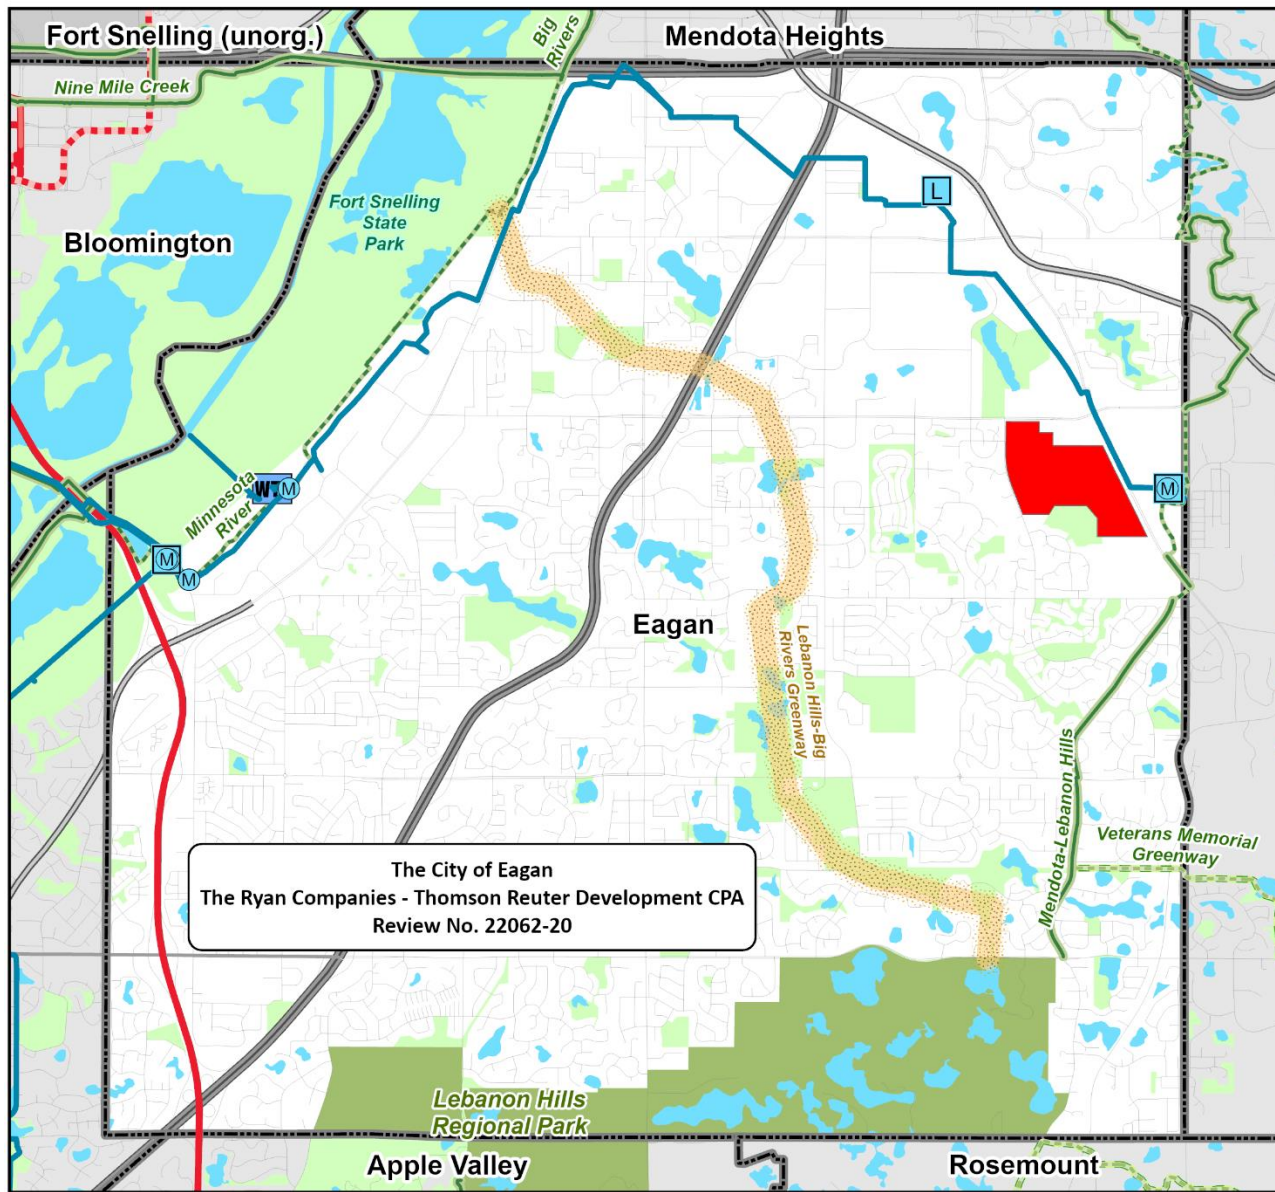 Fort Snelling (unorg.)
Big
Rivers
Mendota Heights
Nine Mile Creek
L
Fort Snelling
State
Park
Bloomington
Minnesota
River
M
M
M
M
Eagan
Lebanon Hills-Big
Rivers Greenway
Mendota-Lebanon Hills
Veterans Memorial
Greenway
The City of Eagan
The Ryan Companies - Thomson Reuter Development CPA
Review No. 22062-20
Lebanon Hills
Regional Park
Apple Valley
Rosemount